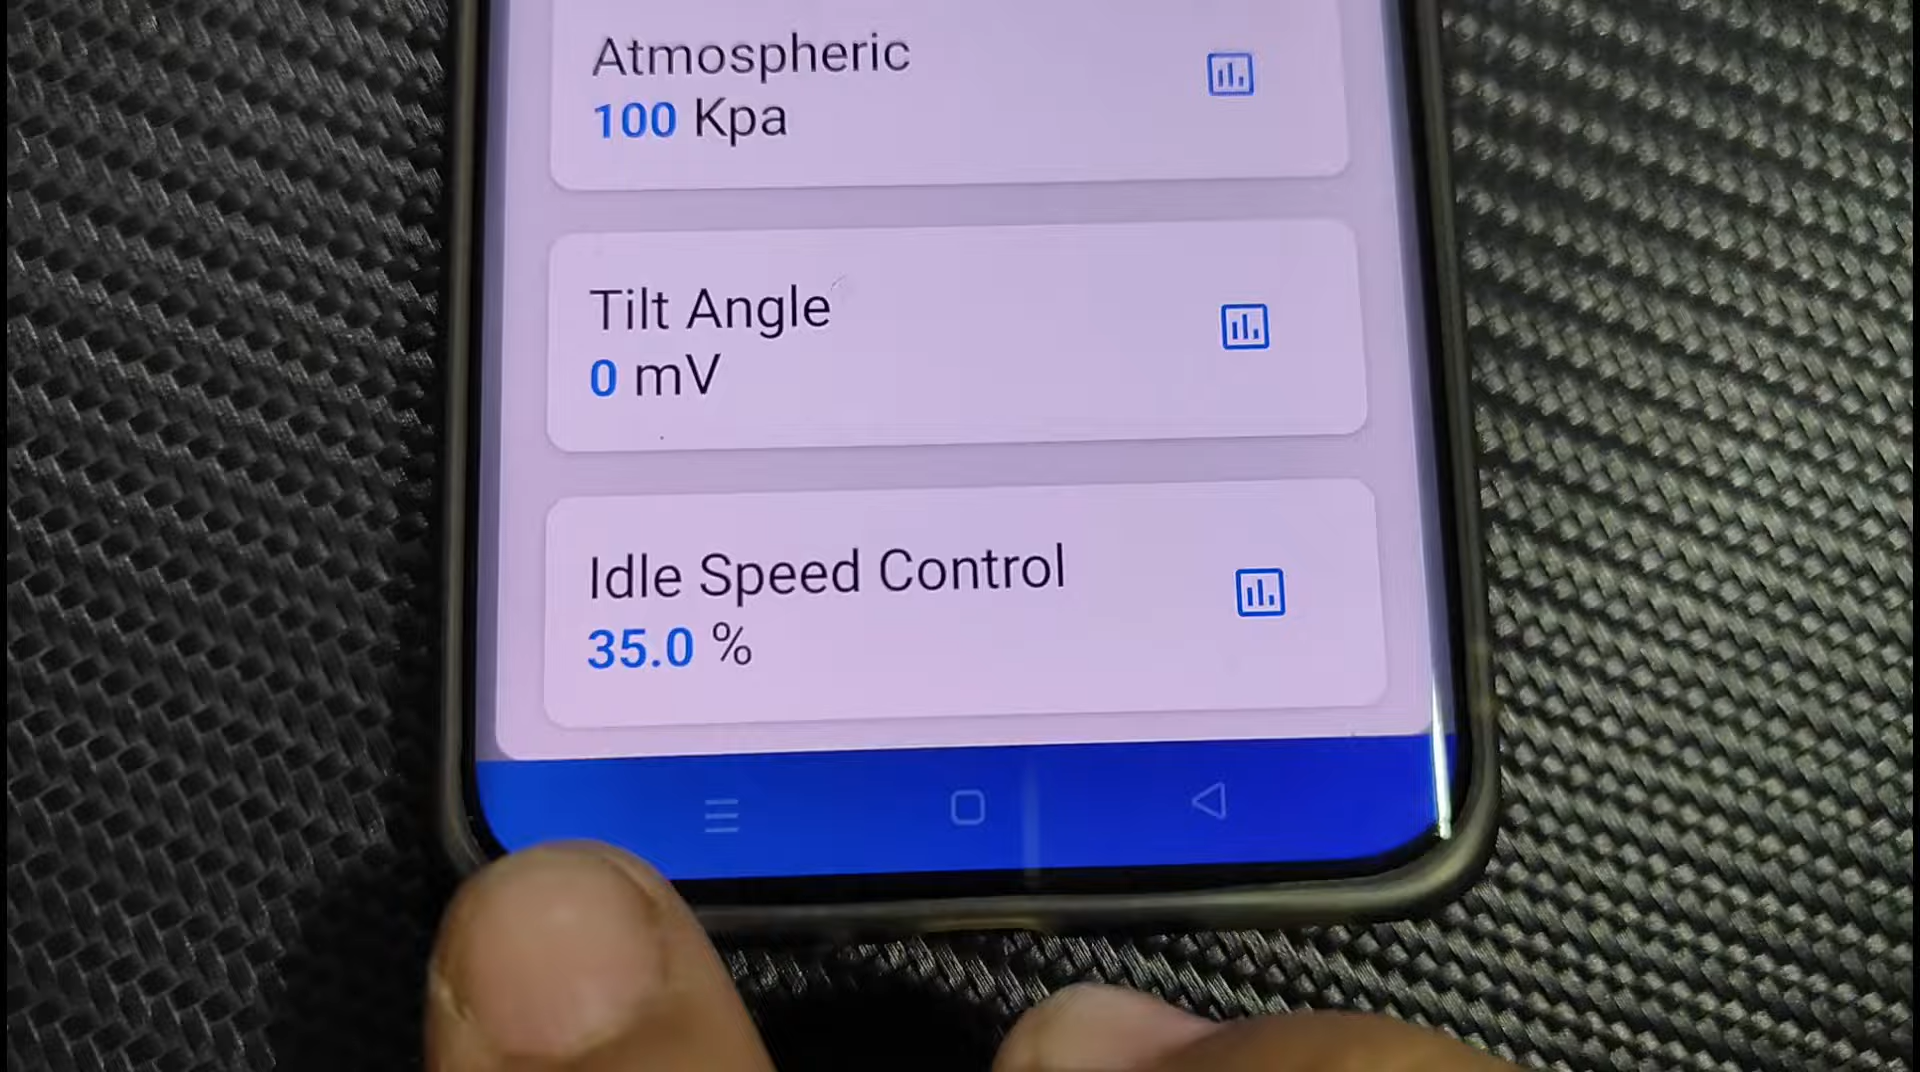 Atmospheric
100 Kpa
Tilt Angle
0 mV
Idle Speed Control
35.0 %